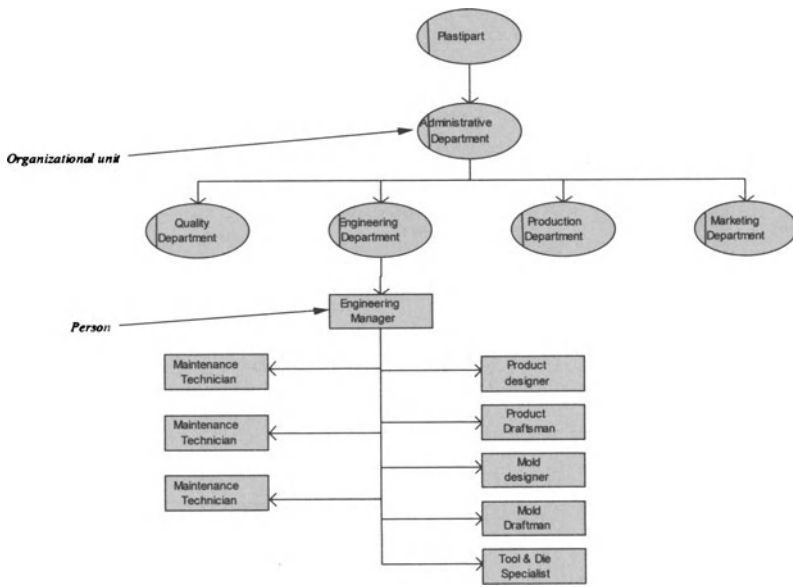 Plastipart
Administrative
Department
Organizational unit
Quality
Department
Engineering
Department
Production
Department
Marketing
Department
Engineering
Manager
Person
Maintenance
Technician
Product
designer
Maintenance
Technician
Product
Draftsman
Maintenance
Technician
Mold
designer
Mold
Draftman
Tool & Die
Specialist